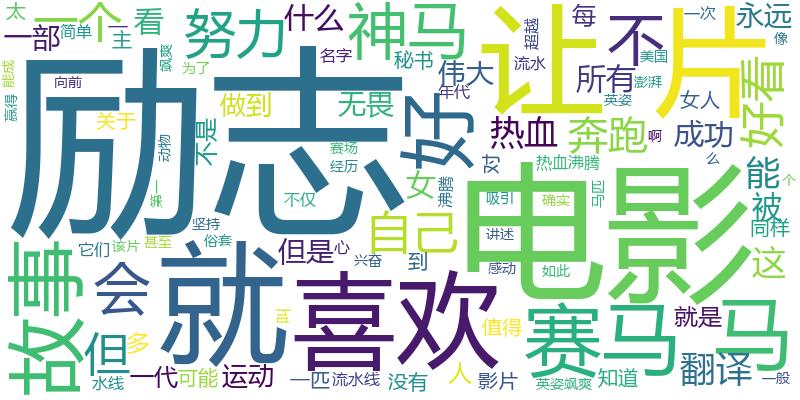 太
一个
看
努力
什么
神马
让
片
不
每
一次
永远
像
一部
简单
主
飒爽
名字
秘书
伟大
超越
流水
所有
美国
澎湃
能成
向前
为了
年代
英姿
女人
好看
赢得
励志
关于
做到
无畏
好
热血
奔跑
成功
啊
动物
不是
赛场
经历
对
热血沸腾
么
能
第一
不仅
女
沸腾
电影
吸引
确实
马匹
个
被
坚持
俗套
自己
讲述
同样
故事
它们
该片
甚至
但是
心
到
兴奋
感动
如此
这
会
就
喜欢
赛马
就是
马
但
多
与
值得
水线
一代
可能
运动
一匹
流水线
没有
人
影片
英姿飒爽
知道
翻译
一般